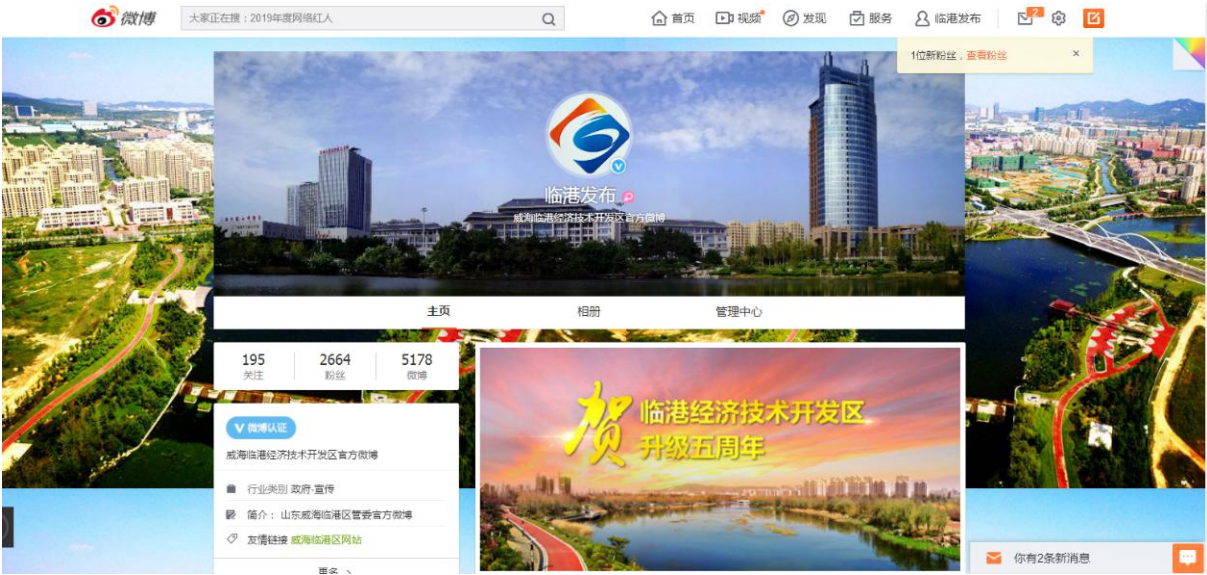 微博
大家正在搜：2019年度网络红人
首页 视频 发现 服务 临港发布 2
1位新粉丝，查看粉丝 ×
临港发布
威海临港经济技术开发区官方微博
主页 相册 管理中心
195 2664 5178
关注 粉丝 微博
贺 临港经济技术开发区
升级五周年
V 微博认证
威海临港经济技术开发区官方微博
行业类别 政府-宣传
简介： 山东威海临港区管委官方微博
友情链接 威海临港区网站
更多
你有2条新消息